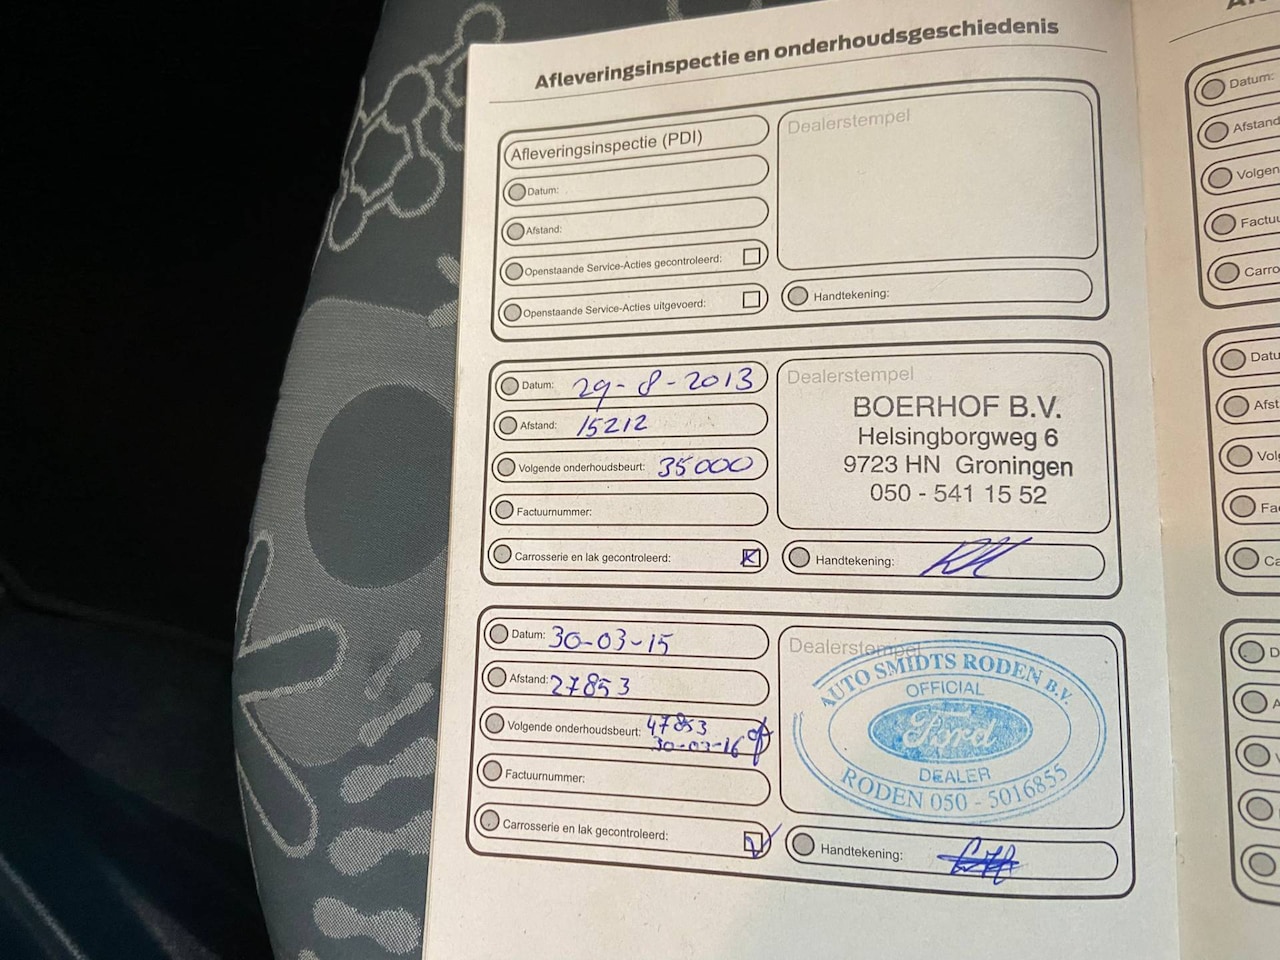 Afleveringsinspectie en onderhoudsgeschiedenis
Afleveringsinspectie (PDI)
Datum:
Afstand:
Openstaande Service-Acties gecontroleerd:
Openstaande Service-Acties uitgevoerd:
Dealerstempel
Handtekening:
Datum: 29-8-2013
Afstand: 15212
Volgende onderhoudsbeurt: 35000
Factuurnummer:
Carrosserie en lak gecontroleerd:
Dealerstempel
BOERHOF B.V.
Helsingborgweg 6
9723 HN Groningen
050 - 541 15 52
Handtekening:
Datum: 30-03-15
Afstand: 27853
Volgende onderhoudsbeurt: 47853
30-03-16 of
Factuurnummer:
Carrosserie en lak gecontroleerd:
Dealerstempel
AUTO SMIDTS RODEN B.V.
OFFICIAL
Ford
DEALER
RODEN 050 - 5016855
Handtekening:
Datum:
Afstand
Volgen
Factuu
Carro
Datu
Afst
Volg
Fa
Ca
D
A